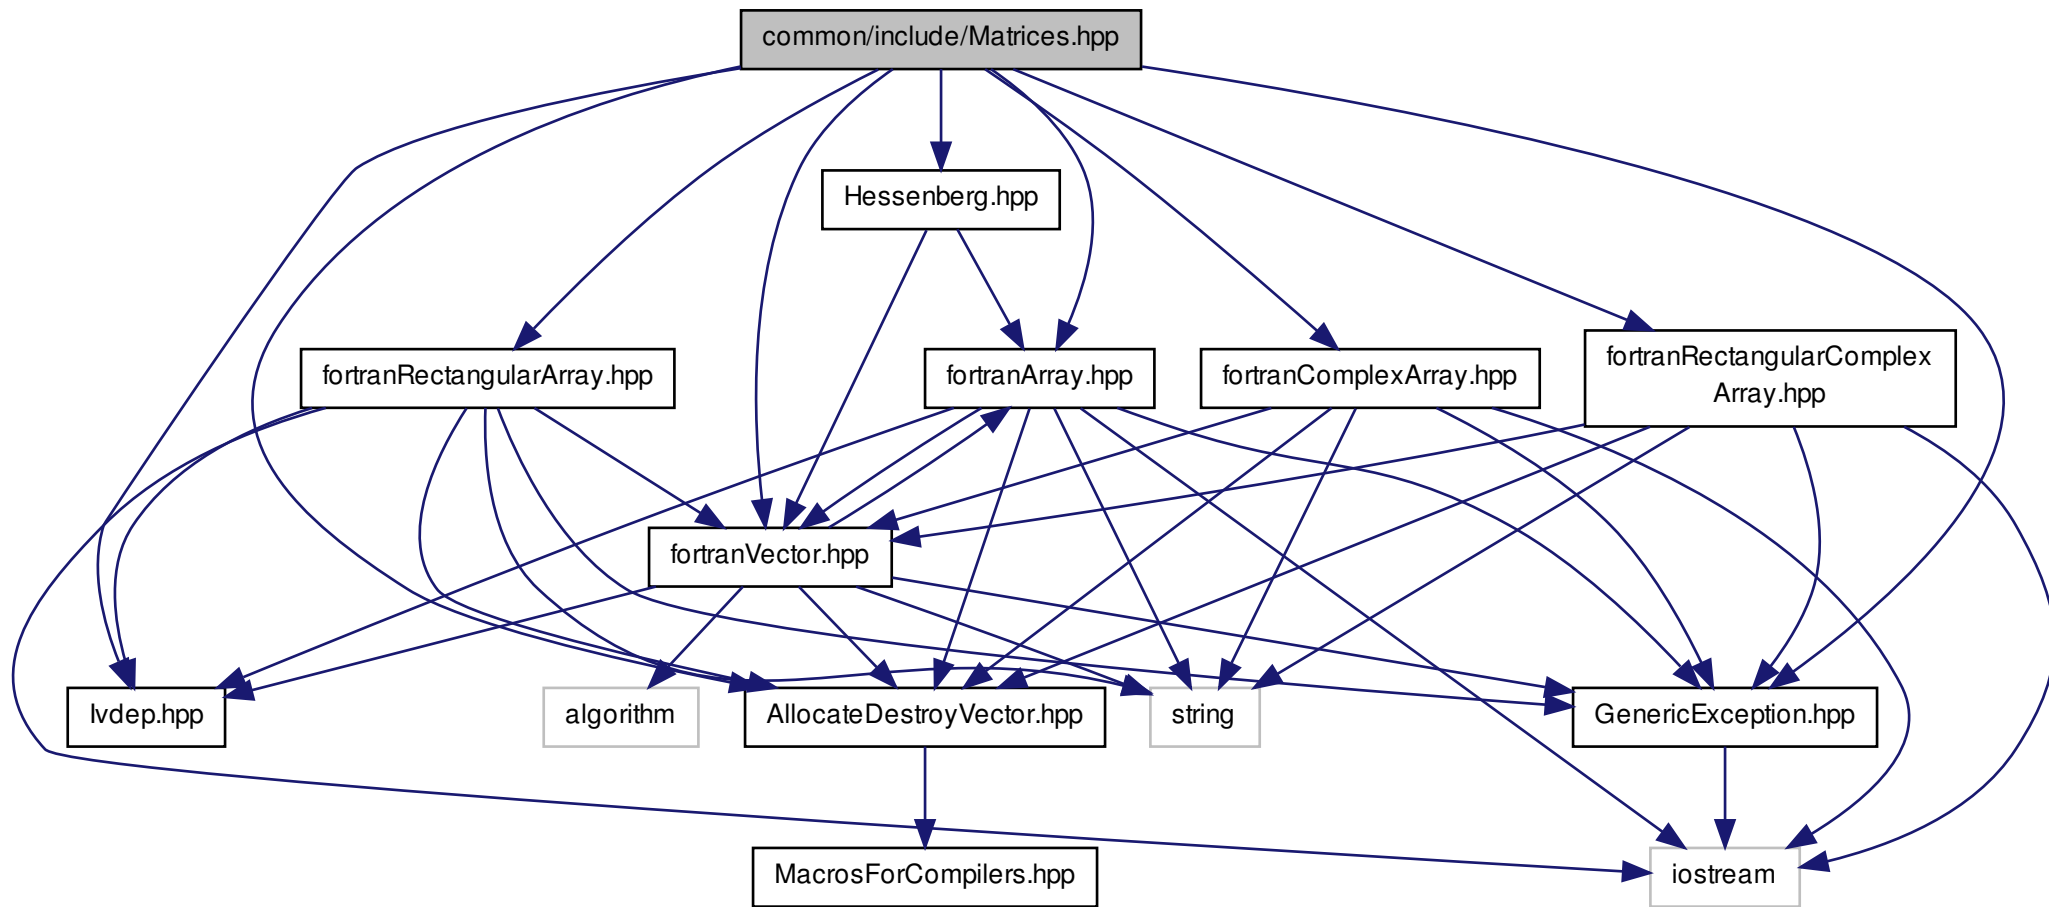 common/include/Matrices.hpp
Hessenberg.hpp
fortranRectangularArray.hpp
fortranArray.hpp
fortranComplexArray.hpp
fortranRectangularComplex
Array.hpp
fortranVector.hpp
Ivdep.hpp
algorithm
AllocateDestroyVector.hpp
string
GenericException.hpp
MacrosForCompilers.hpp
iostream